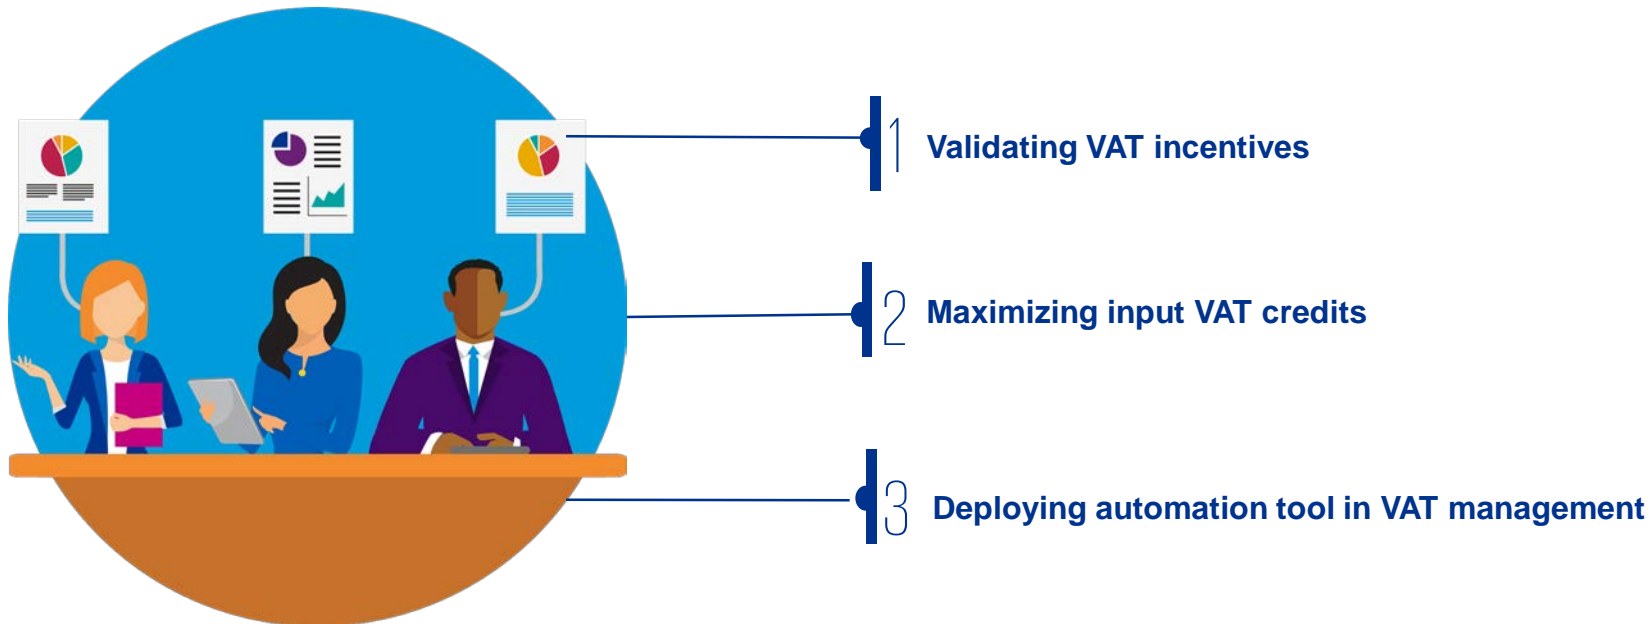 1 Validating VAT incentives
2 Maximizing input VAT credits
3 Deploying automation tool in VAT management